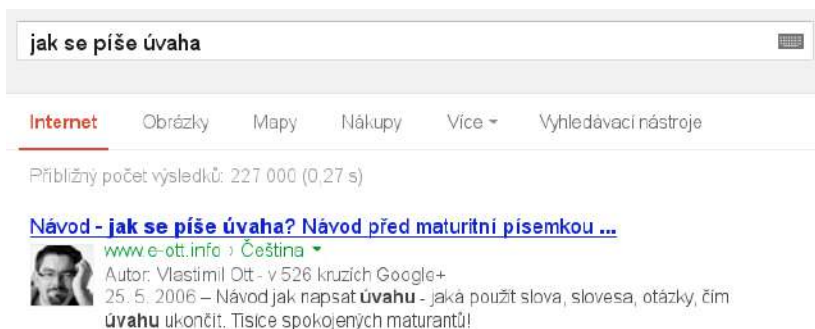 jak se píše úvaha
Internet Obrázky Mapy Nákupy Více Vyhledávací nástroje
Přibližný počet výsledků: 227 000 (0,27 s)
Návod - jak se píše úvaha? Návod před maturitní písemkou ...
www.e-ott.info › Čeština
Autor: Vlastimil Ott - v 526 kruzích Google+
25. 5. 2006 – Návod jak napsat úvahu - jaká použít slova, slovesa, otázky, čím
úvahu ukončit. Tisíce spokojených maturantů!